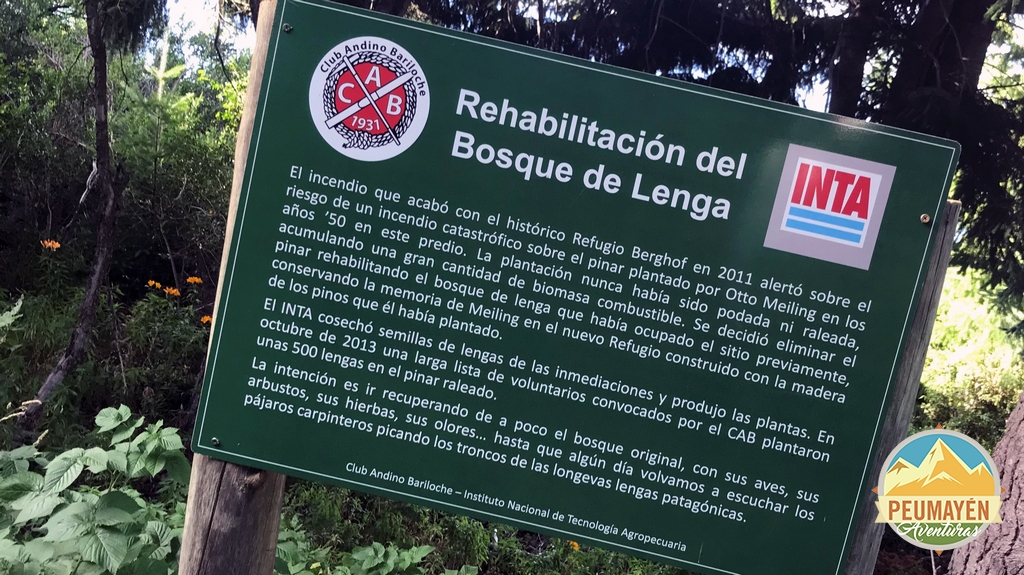 Club Andino Bariloche
C A B
1931
Rehabilitación del
Bosque de Lenga
INTA
El incendio que acabó con el histórico Refugio Berghof en 2011 alertó sobre el
riesgo de un incendio catastrófico sobre el pinar plantado por Otto Meiling en los
años ‘50 en este predio. La plantación nunca había sido podada ni raleada,
acumulando una gran cantidad de biomasa combustible. Se decidió eliminar el
pinar rehabilitando el bosque de lenga que había ocupado el sitio previamente,
conservando la memoria de Meiling en el nuevo Refugio construido con la madera
de los pinos que él había plantado.
El INTA cosechó semillas de lengas de las inmediaciones y produjo las plantas. En
octubre de 2013 una larga lista de voluntarios convocados por el CAB plantaron
unas 500 lengas en el pinar raleado.
La intención es ir recuperando de a poco el bosque original, con sus aves, sus
arbustos, sus hierbas, sus olores... hasta que algún día volvamos a escuchar los
pájaros carpinteros picando los troncos de las longevas lengas patagónicas.
Club Andino Bariloche – Instituto Nacional de Tecnología Agropecuaria
PEUMAYÉN
Aventuras